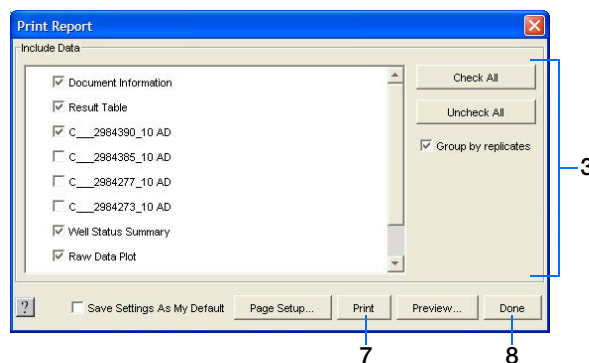 Print Report
Include Data
Document Information
Result Table
C___2984390_10 AD
C___2984385_10 AD
C___2984277_10 AD
C___2984273_10 AD
Well Status Summary
Raw Data Plot
Check All
Uncheck All
Group by replicates
3
?
Save Settings As My Default
Page Setup...
Print
Preview...
Done
7
8